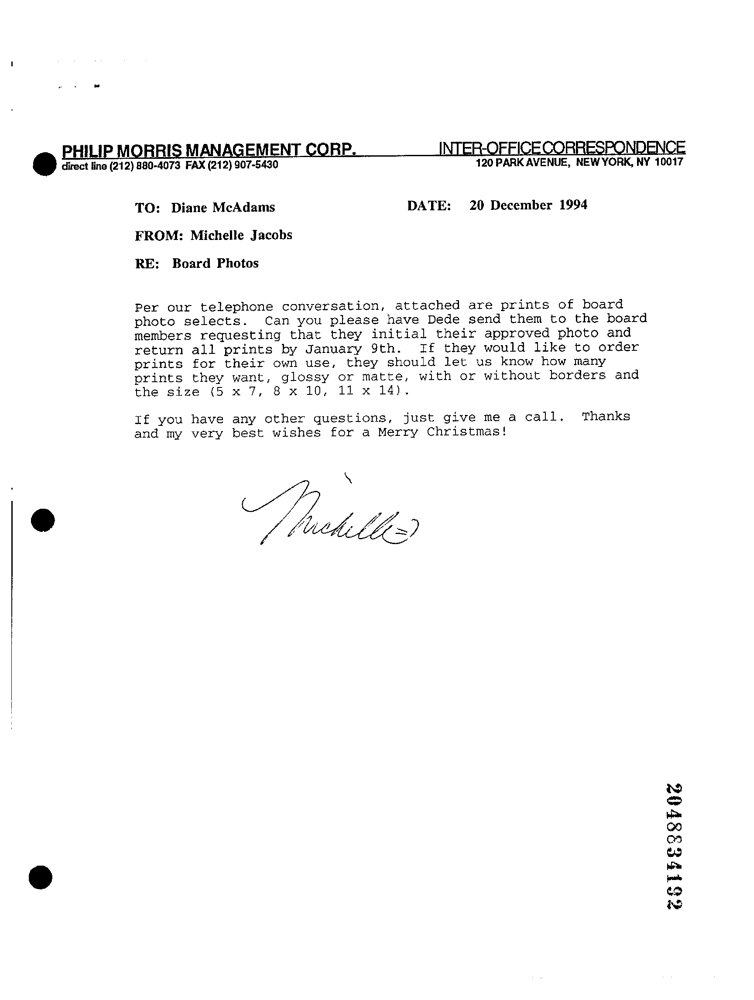 PHILIP MORRIS MANAGEMENT CORP. INTER-OFFICE CORRESPONDENCE
direct line (212) 880-4073 FAX (212) 907-5430 120 PARK AVENUE, NEW YORK, NY 10017
TO: Diane McAdams DATE: 20 December 1994
FROM: Michelle Jacobs
RE: Board Photos
Per our telephone conversation, attached are prints of board
photo selects. Can you please have Dede send them to the board
members requesting that they initial their approved photo and
return all prints by January 9th. If they would like to order
prints for their own use, they should let us know how many
prints they want, glossy or matte, with or without borders and
the size (5 x 7, 8 x 10, 11 x 14).
If you have any other questions, just give me a call. Thanks
and my very best wishes for a Merry Christmas!
Michelle
2048834192